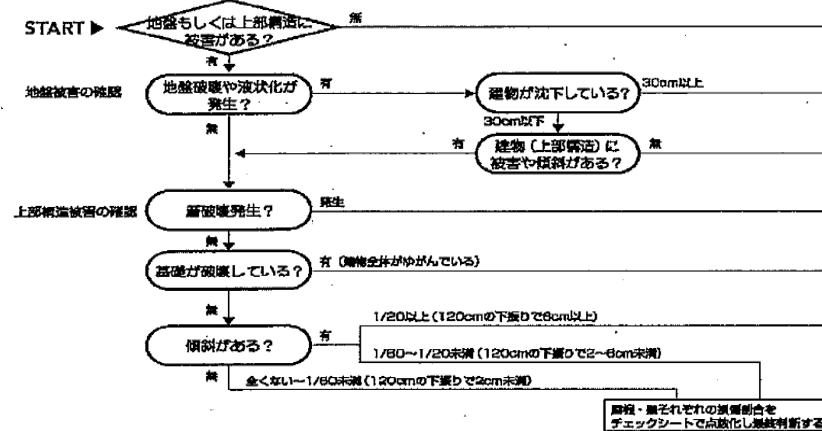 START ▶
地盤もしくは上部構造に
被害がある？
無
有
地盤被害の確認
地盤破壊や液状化が
発生？
有
建物が沈下している？
30cm以上
30cm以下
無
有
建物（上部構造）に
被害や傾斜がある？
無
上部構造被害の確認
層破壊発生？
発生
無
基礎が破壊している？
有（建物全体がゆがんでいる）
無
傾斜がある？
有
1/20以上（120cmの下振りで6cm以上）
1/60～1/20未満（120cmの下振りで2～6cm未満）
無
全くない～1/60未満（120cmの下振りで2cm未満）
屋根・壁それぞれの損傷割合を
チェックシートで点数化し最終判断する